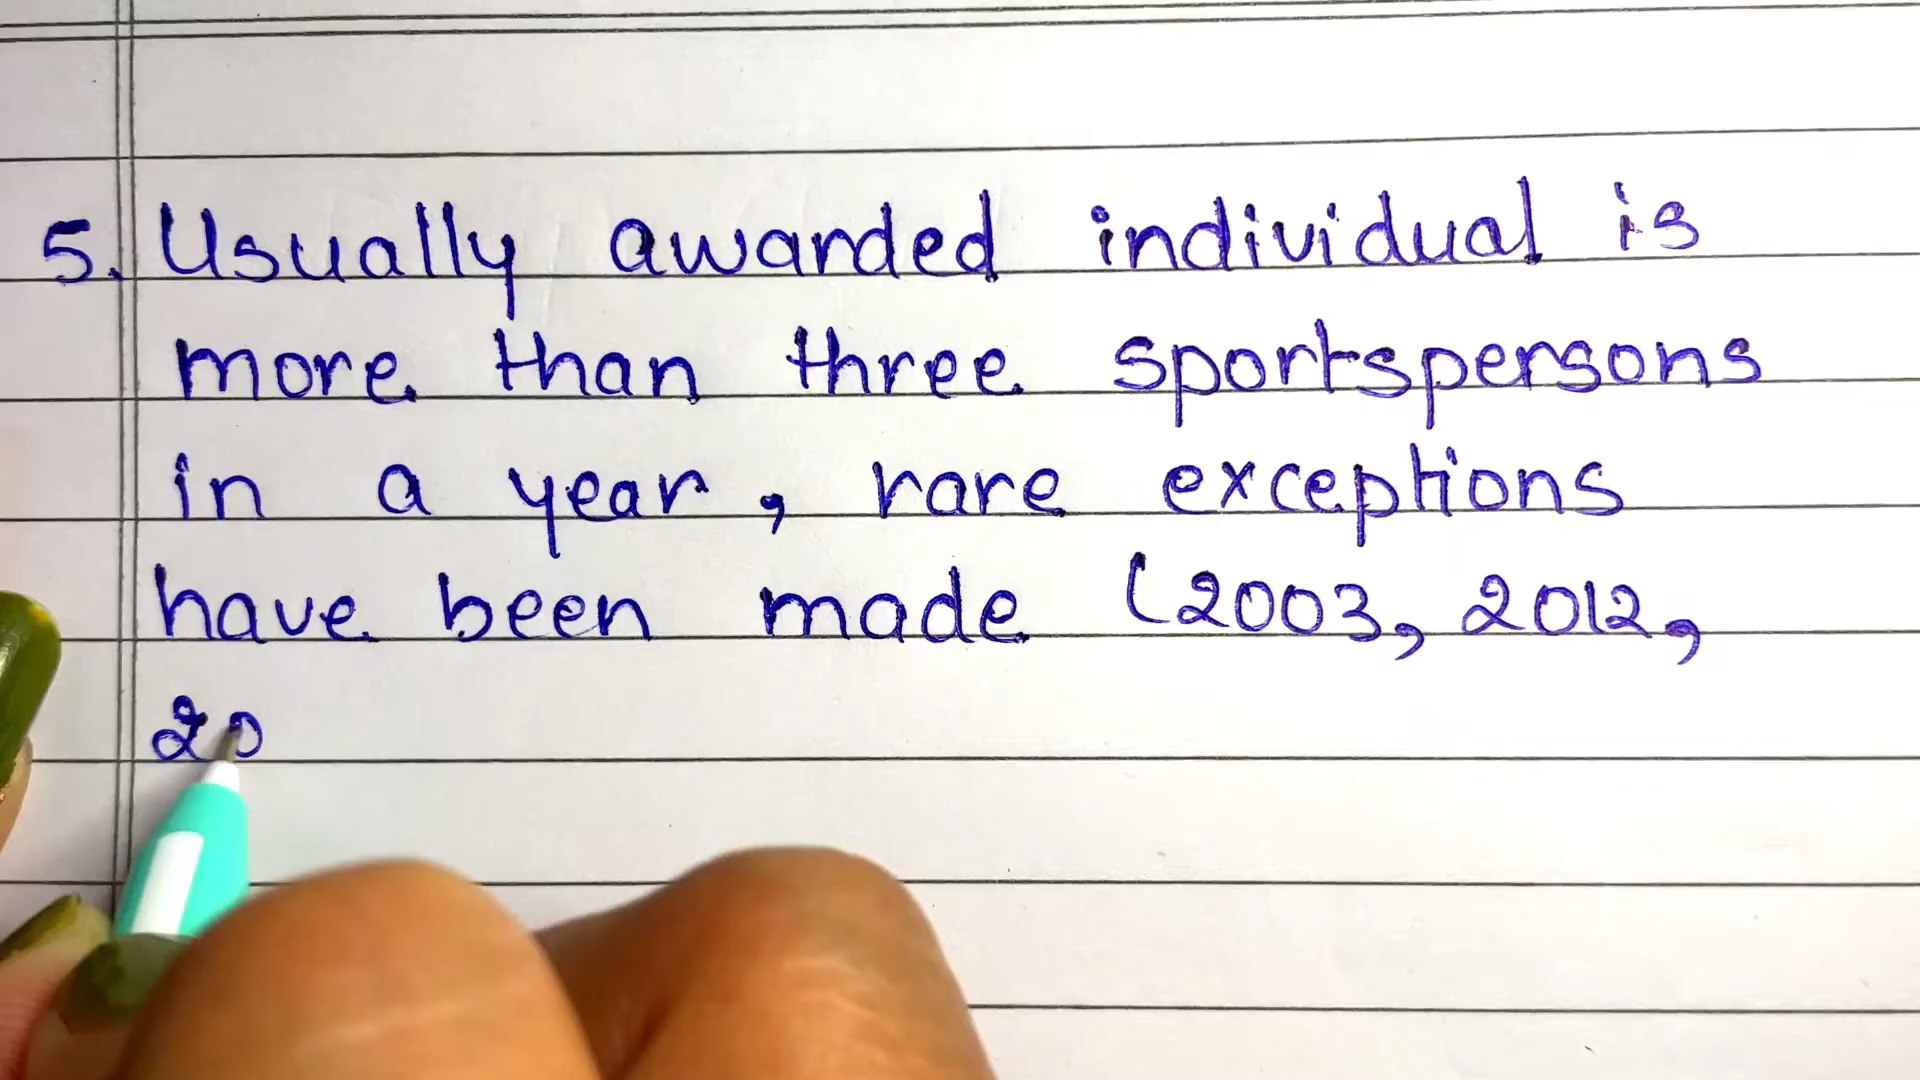 5. Usually awarded individual is
more than three sportspersons
in a year, rare exceptions
have been made (2003, 2012,
20